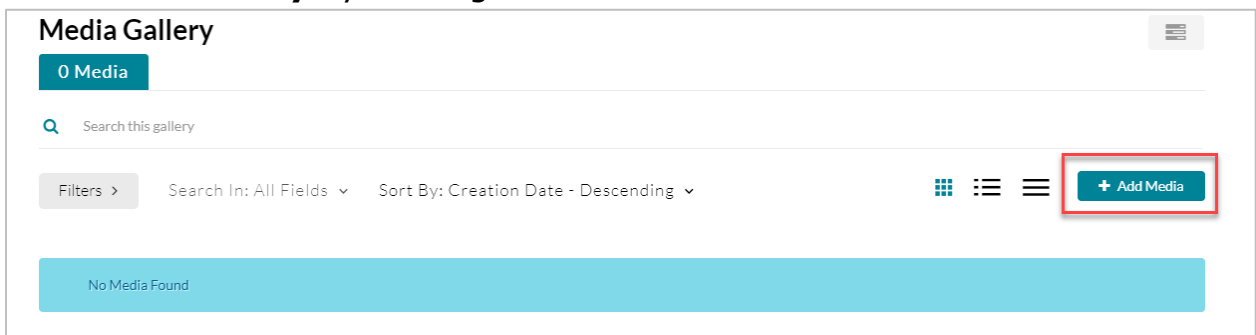 Media Gallery
0 Media
Search this gallery
Filters > Search In: All Fields Sort By: Creation Date - Descending + Add Media
No Media Found